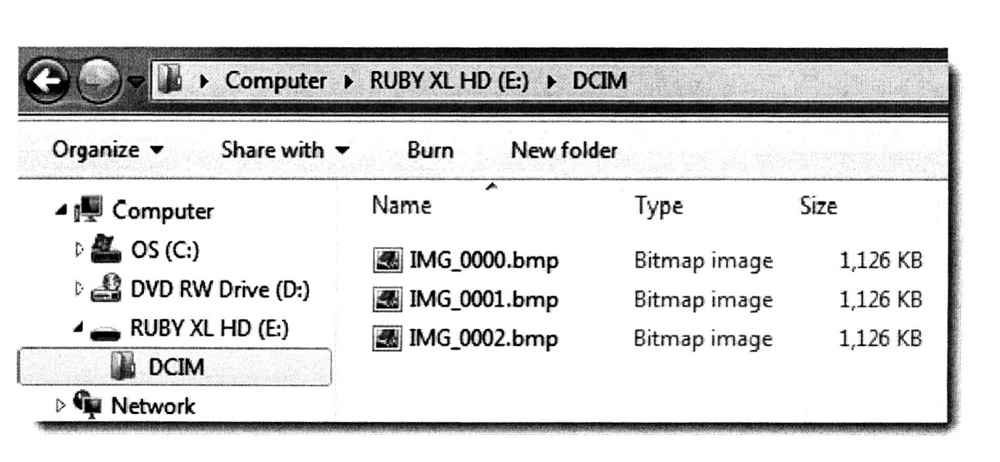 Computer RUBY XL HD (E:) DCIM
Organize Share with Burn New folder
Name Type Size
Computer
OS (C:)
DVD RW Drive (D:)
RUBY XL HD (E:)
DCIM
Network
IMG_0000.bmp Bitmap image 1,126 KB
IMG_0001.bmp Bitmap image 1,126 KB
IMG_0002.bmp Bitmap image 1,126 KB